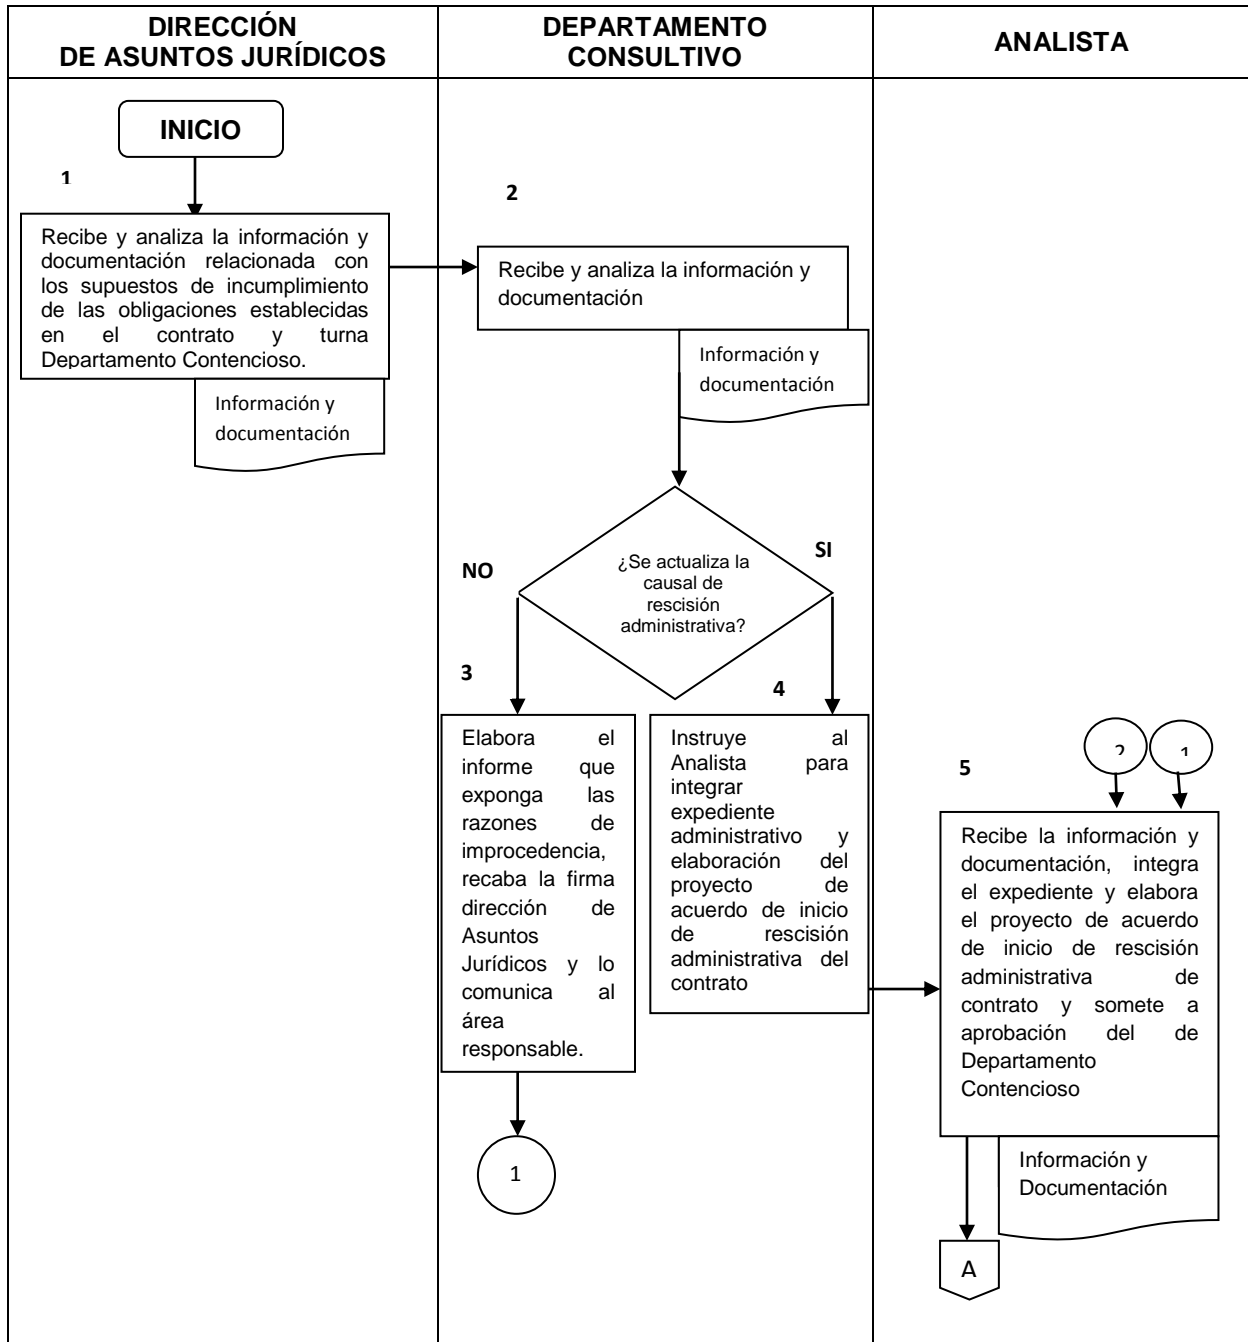 DIRECCIÓN
DE ASUNTOS JURÍDICOS
DEPARTAMENTO
CONSULTIVO
ANALISTA
INICIO
1
Recibe y analiza la información y
documentación relacionada con
los supuestos de incumplimiento
de las obligaciones establecidas
en el contrato y turna
Departamento Contencioso.
Información y
documentación
2
Recibe y analiza la información y
documentación
Información y
documentación
¿Se actualiza la
causal de
rescisión
administrativa?
NO
SI
3
Elabora el
informe que
exponga las
razones de
improcedencia,
recaba la firma
dirección de
Asuntos
Jurídicos y lo
comunica al
área
responsable.
1
4
Instruye al
Analista para
integrar
expediente
administrativo y
elaboración del
proyecto de
acuerdo de inicio
de rescisión
administrativa del
contrato
2
1
5
Recibe la información y
documentación, integra
el expediente y elabora
el proyecto de acuerdo
de inicio de rescisión
administrativa de
contrato y somete a
aprobación del de
Departamento
Contencioso
Información y
Documentación
A